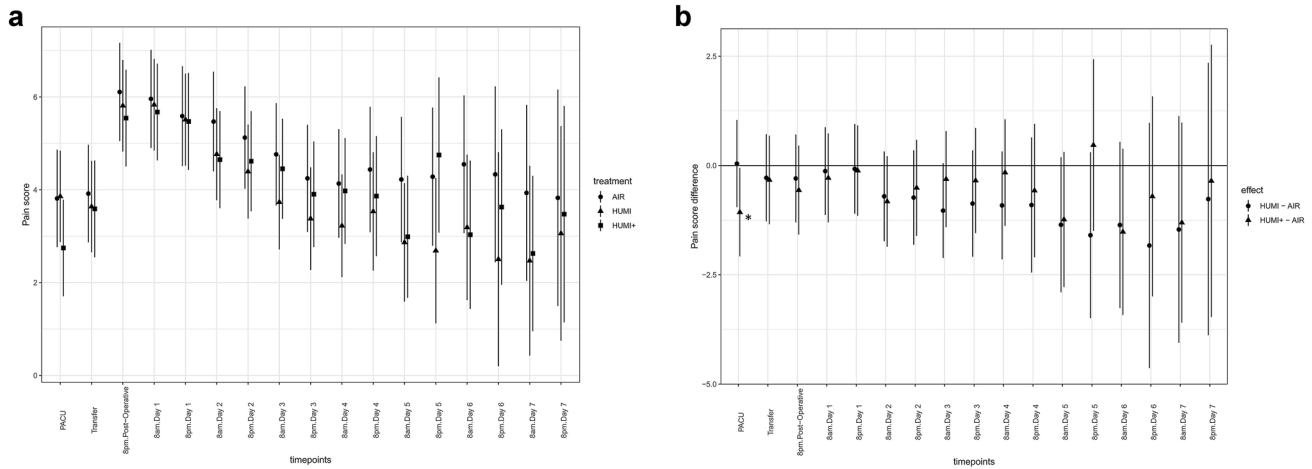 a
Pain score
6
4
2
0
PACU
Transfer
8pm.Post−Operative
8am.Day 1
8pm.Day 1
8am.Day 2
8pm.Day 2
8am.Day 3
8pm.Day 3
8am.Day 4
8pm.Day 4
8am.Day 5
8pm.Day 5
8am.Day 6
8pm.Day 6
8am.Day 7
8pm.Day 7
timepoints
treatment
AIR
HUMI
HUMI+
b
Pain score difference
2.5
0.0
−2.5
−5.0
*
PACU
Transfer
8pm.Post−Operative
8am.Day 1
8pm.Day 1
8am.Day 2
8pm.Day 2
8am.Day 3
8pm.Day 3
8am.Day 4
8pm.Day 4
8am.Day 5
8pm.Day 5
8am.Day 6
8pm.Day 6
8am.Day 7
8pm.Day 7
timepoints
effect
HUMI − AIR
HUMI+ − AIR